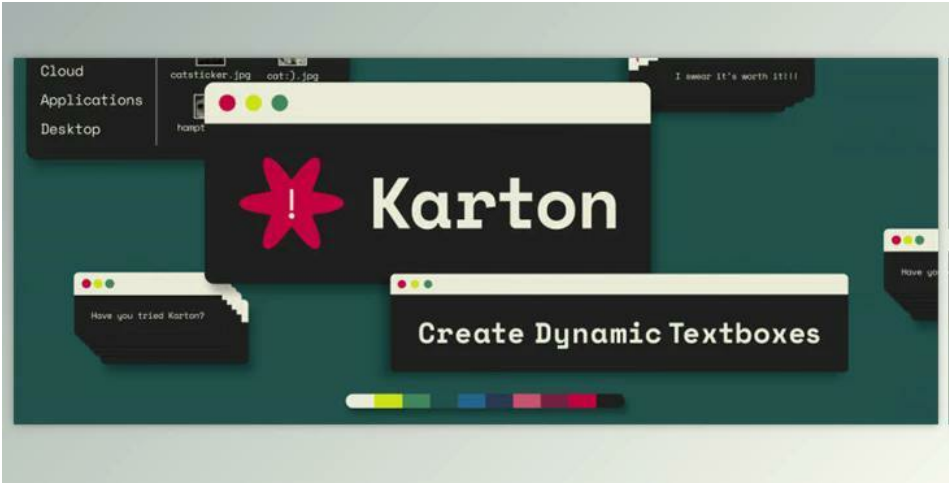 Cloud
Applications
Desktop
catsticker.jpg cat:).jpg
I swear it's worth it!!!
!
Karton
Have you
Have you tried Karton?
Create Dynamic Textboxes